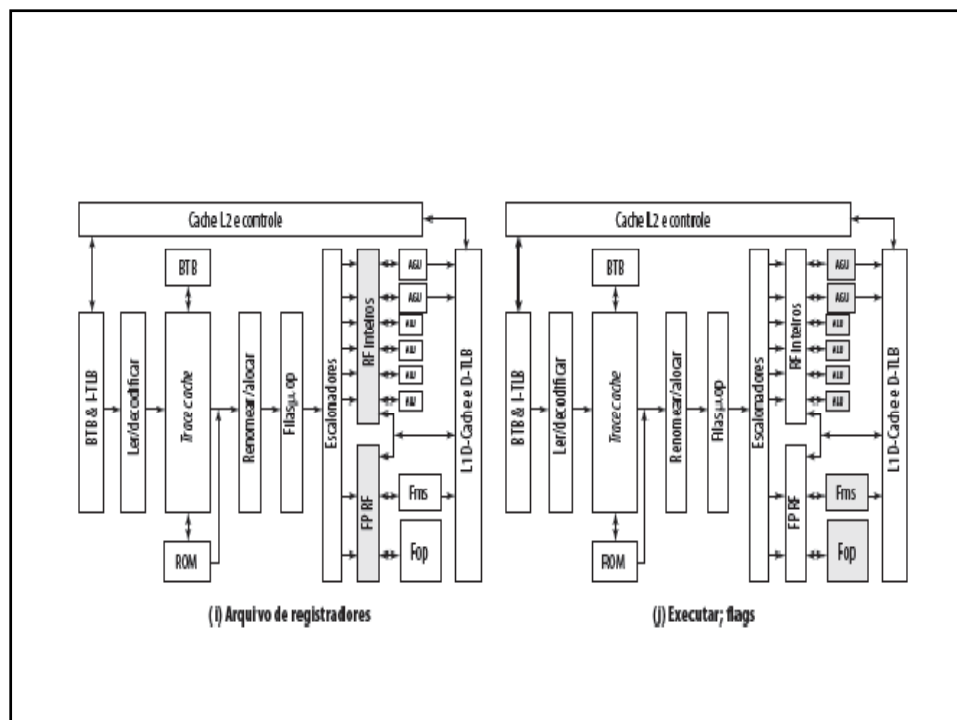 Cache L2 e controle
BTB
BTB & I-TLB
Ler/decodificar
Trace cache
Renomear/alocar
Filas μop
Escalonadores
RF inteiros
FP RF
AGU
AGU
ALU
ALU
ALU
ALU
Fms
Fop
L1 D-Cache e D-TLB
ROM
(i) Arquivo de registradores
Cache L2 e controle
BTB
BTB & I-TLB
Ler/decodificar
Trace cache
Renomear/alocar
Filas μop
Escalonadores
RF inteiros
FP RF
AGU
AGU
ALU
ALU
ALU
ALU
Fms
Fop
L1 D-Cache e D-TLB
ROM
(j) Executar; flags